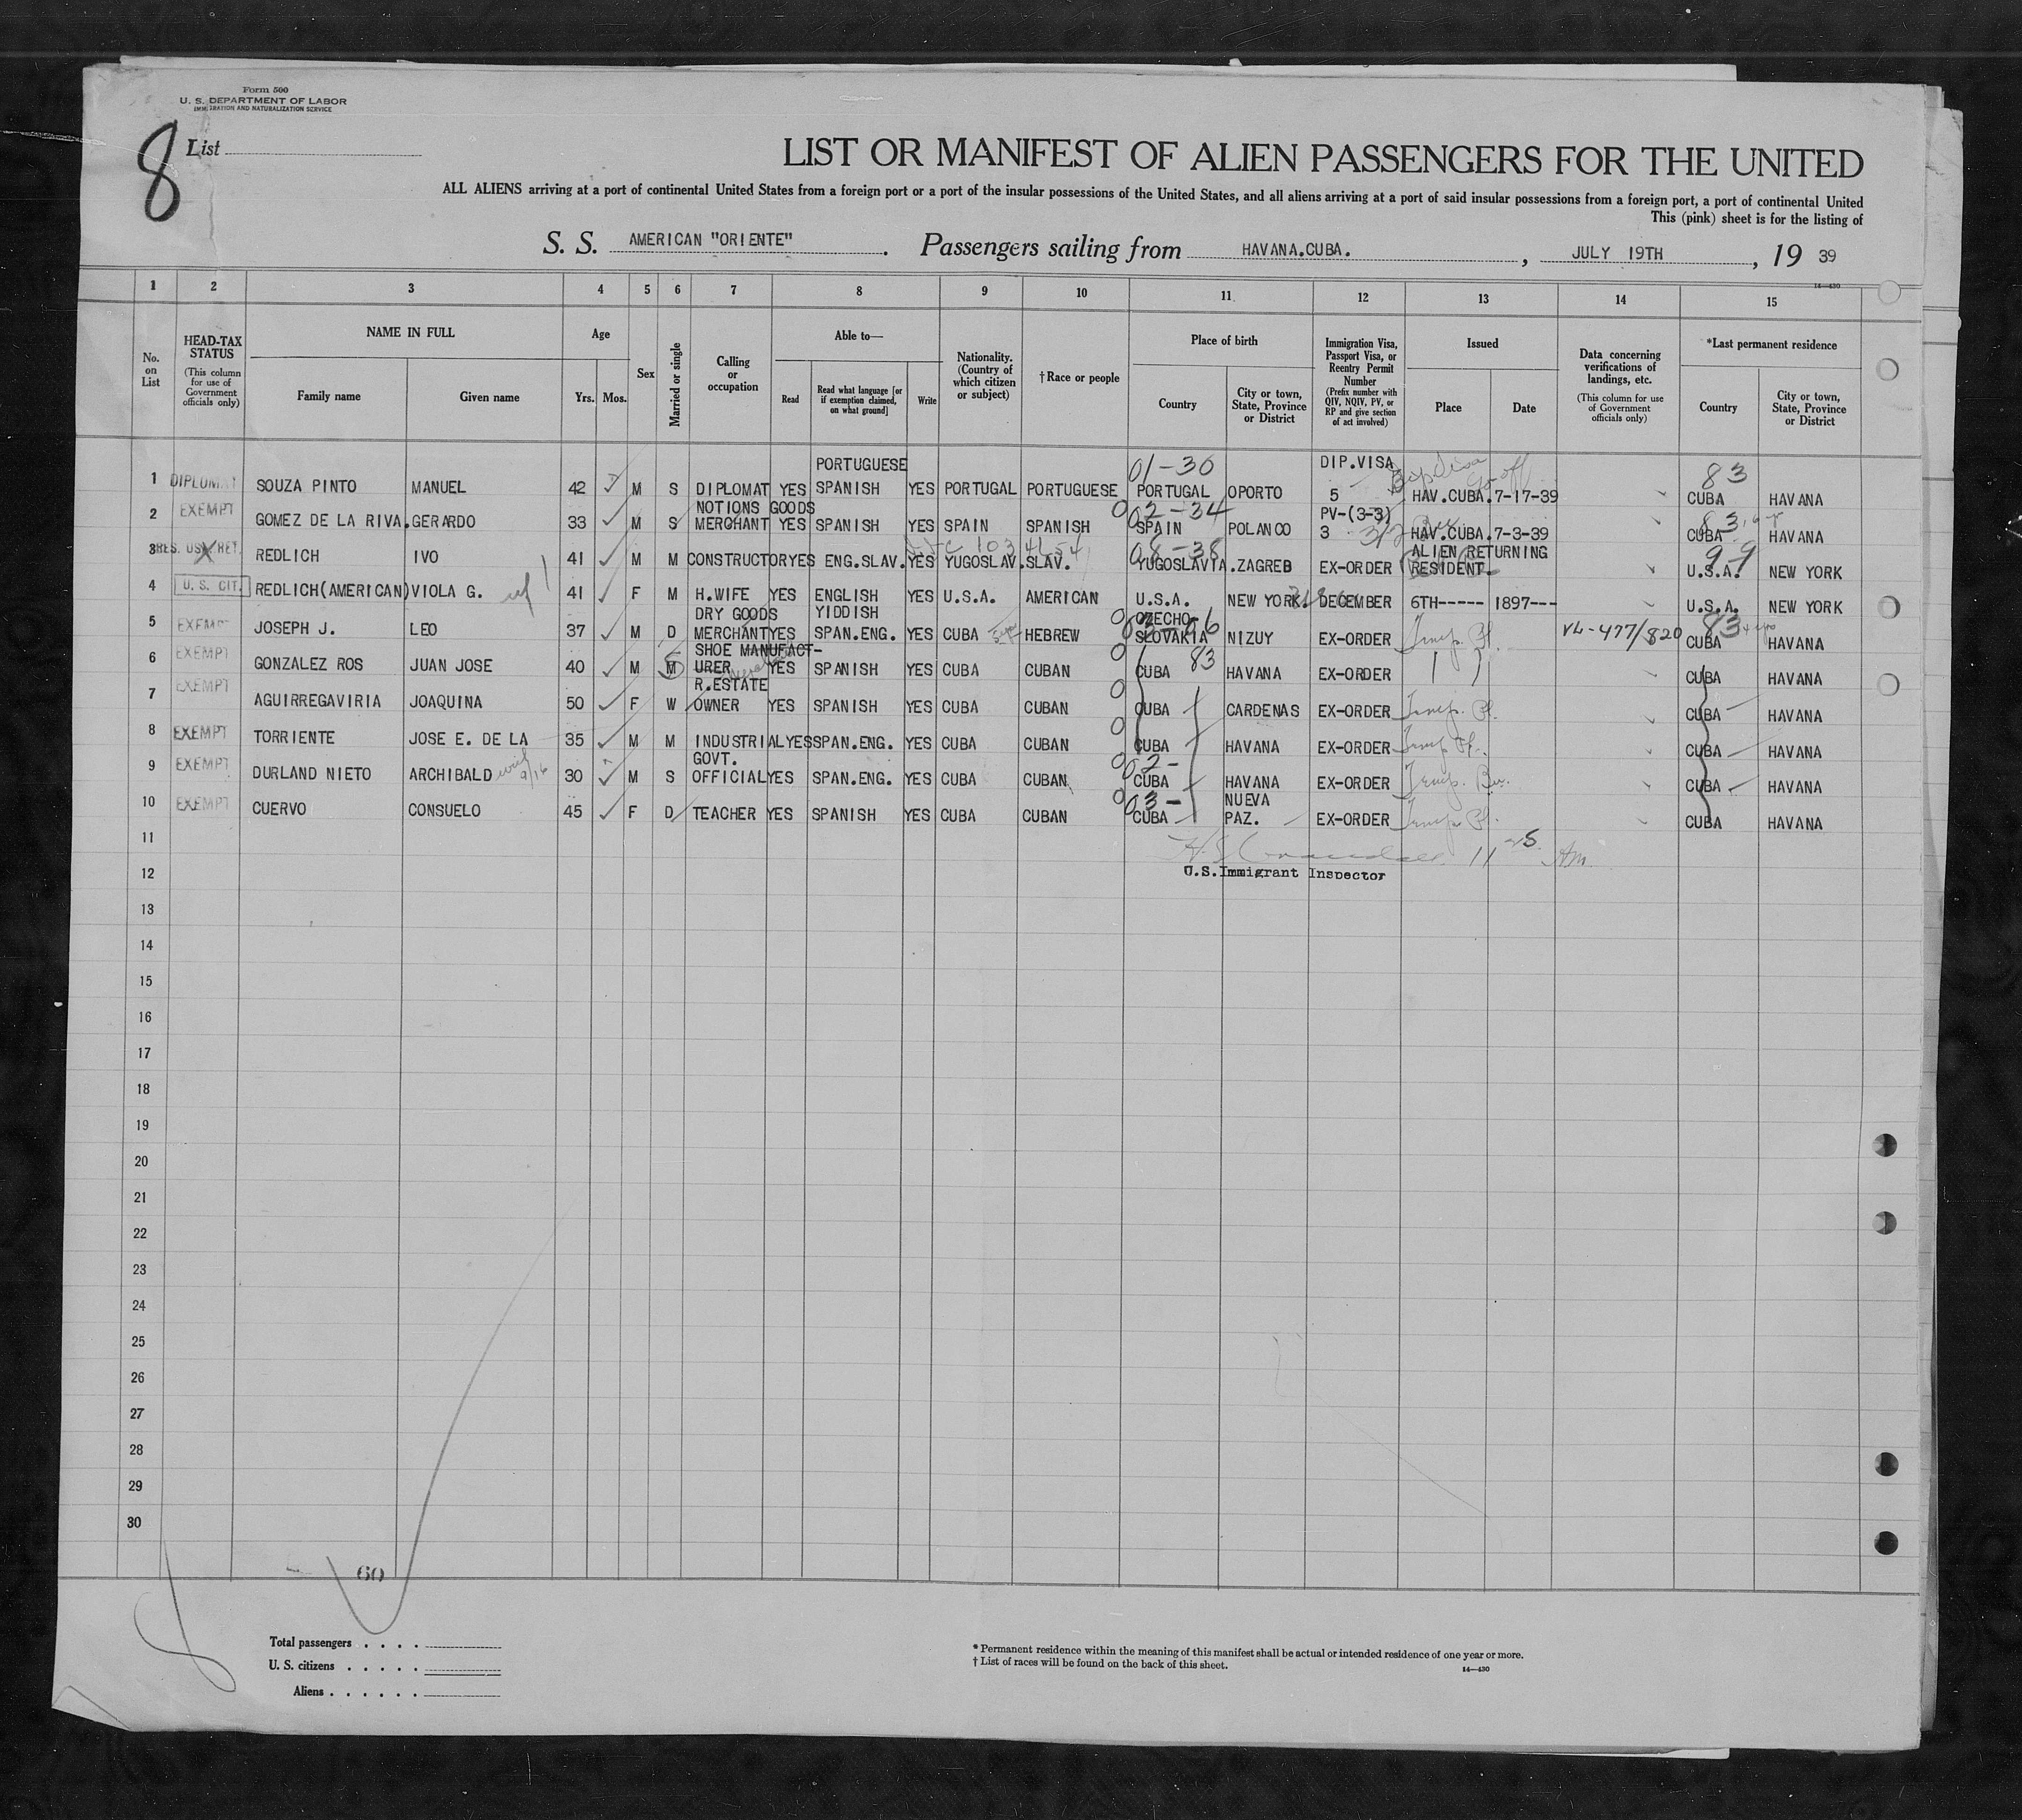 Form 500
U. S. DEPARTMENT OF LABOR
IMMIGRATION AND NATURALIZATION SERVICE
8 List
LIST OR MANIFEST OF ALIEN PASSENGERS FOR THE UNITED
ALL ALIENS arriving at a port of continental United States from a foreign port or a port of the insular possessions of the United States, and all aliens arriving at a port of said insular possessions from a foreign port, a port of continental United
This (pink) sheet is for the listing of
S. S. AMERICAN "ORIENTE". Passengers sailing from HAVANA.CUBA. , JULY 19TH , 19 39
14—430
1 2 3 4 5 6 7 8 9 10 11 12 13 14 15
No. on List
HEAD-TAX STATUS (This column for use of Government officials only)
NAME IN FULL Family name Given name
Age Yrs. Mos.
Sex
Married or single
Calling or occupation
Able to— Read Read what language [or if exemption claimed, on what ground] Write
Nationality. (Country of which citizen or subject)
†Race or people
Place of birth Country City or town, State, Province or District
Immigration Visa, Passport Visa, or Reentry Permit Number (Prefix number with QIV, NQIV, PV, or RP and give section of act involved)
Issued Place Date
Data concerning verifications of landings, etc. (This column for use of Government officials only)
*Last permanent residence Country City or town, State, Province or District
PORTUGUESE 01-30 DIP.VISA 83
1 DIPLOMAT SOUZA PINTO MANUEL 42 M S DIPLOMAT YES SPANISH YES PORTUGAL PORTUGUESE PORTUGAL OPORTO 5 HAV.CUBA. 7-17-39 CUBA HAVANA
NOTIONS GOODS 02-34 PV-(3-3)
2 EXEMPT GOMEZ DE LA RIVA. GERARDO 33 M S MERCHANT YES SPANISH YES SPAIN SPANISH SPAIN POLANCO 3 HAV.CUBA. 7-3-39 CUBA HAVANA
08-38 ALIEN RETURNING 9-9
3 REDLICH IVO 41 M M CONSTRUCTOR YES ENG.SLAV. YES YUGOSLAV. SLAV. YUGOSLAVIA. ZAGREB EX-ORDER RESIDENT. U.S.A. NEW YORK
4 U. S. CIT. REDLICH(AMERICAN) VIOLA G. 41 F M H.WIFE YES ENGLISH YES U.S.A. AMERICAN U.S.A. NEW YORK. DECEMBER 6TH----- 1897--- U.S.A. NEW YORK
DRY GOODS YIDDISH CZECHO- 83
5 EXEMPT JOSEPH J. LEO 37 M D MERCHANT YES SPAN.ENG. YES CUBA HEBREW SLOVAKIA NIZUY EX-ORDER VL-477/820 CUBA HAVANA
SHOE MANUFACT-
6 EXEMPT GONZALEZ ROS JUAN JOSE 40 M M URER YES SPANISH YES CUBA CUBAN CUBA 83 HAVANA EX-ORDER CUBA HAVANA
R.ESTATE
7 EXEMPT AGUIRREGAVIRIA JOAQUINA 50 F W OWNER YES SPANISH YES CUBA CUBAN CUBA CARDENAS EX-ORDER CUBA HAVANA
8 EXEMPT TORRIENTE JOSE E. DE LA 35 M M INDUSTRIAL YES SPAN.ENG. YES CUBA CUBAN CUBA HAVANA EX-ORDER CUBA HAVANA
GOVT. 02-
9 EXEMPT DURLAND NIETO ARCHIBALD 30 M S OFFICIAL YES SPAN.ENG. YES CUBA CUBAN CUBA HAVANA EX-ORDER CUBA HAVANA
03- NUEVA
10 EXEMPT CUERVO CONSUELO 45 F D TEACHER YES SPANISH YES CUBA CUBAN CUBA PAZ. EX-ORDER CUBA HAVANA
11
12 U.S.Immigrant Inspector
13
14
15
16
17
18
19
20
21
22
23
24
25
26
27
28
29
30
60
Total passengers . . . .
U. S. citizens . . . . .
Aliens . . . . . .
* Permanent residence within the meaning of this manifest shall be actual or intended residence of one year or more.
† List of races will be found on the back of this sheet.
14—430